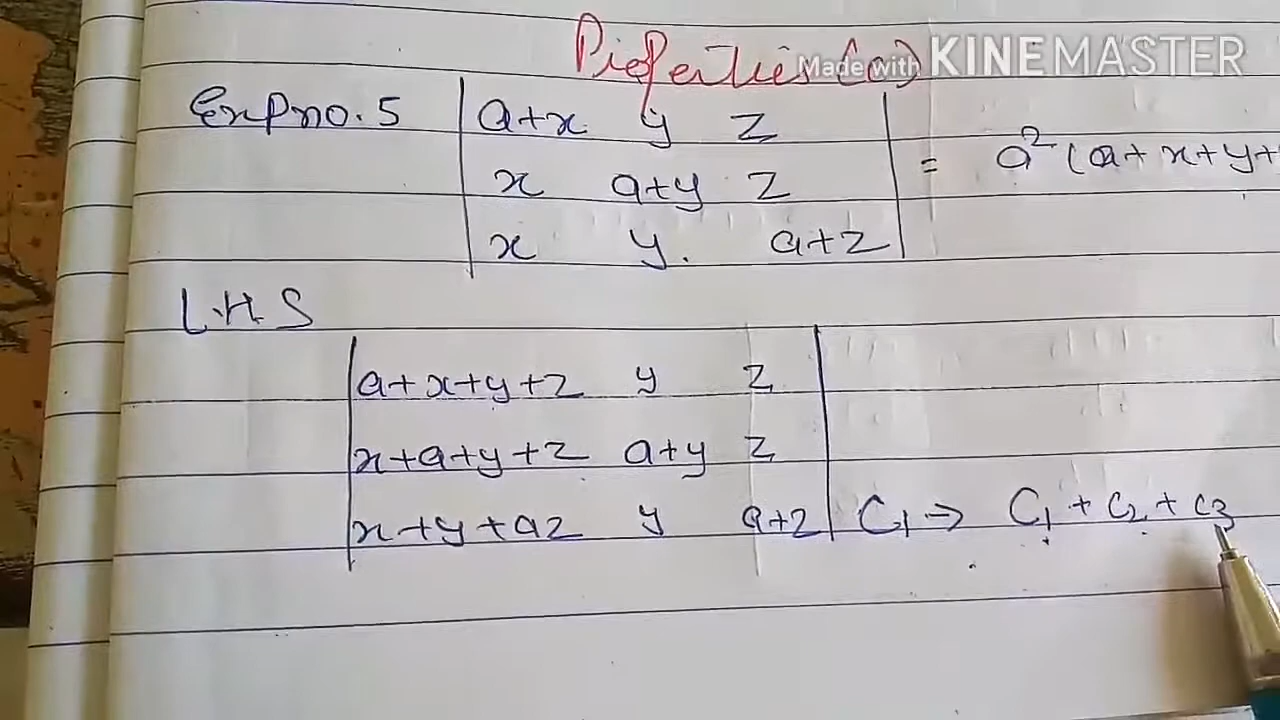 Properties (c)
Made with KINEMASTER
Exp no. 5 | a+x y z | = a² (a+x+y+
| x a+y z |
| x y. a+z |
L.H.S
| a+x+y+z y z |
| x+a+y+z a+y z |
| x+y+az y a+z | C₁ → C₁ + C₂ + C₃